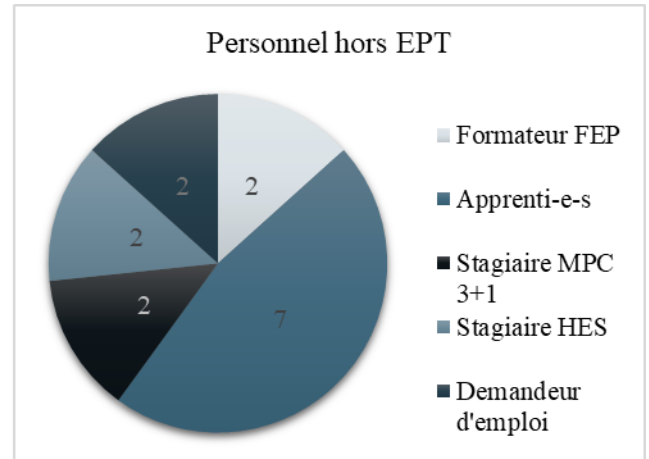 Personnel hors EPT
2
2
2
2
7
Formateur FEP
Apprenti-e-s
Stagiaire MPC
3+1
Stagiaire HES
Demandeur
d'emploi